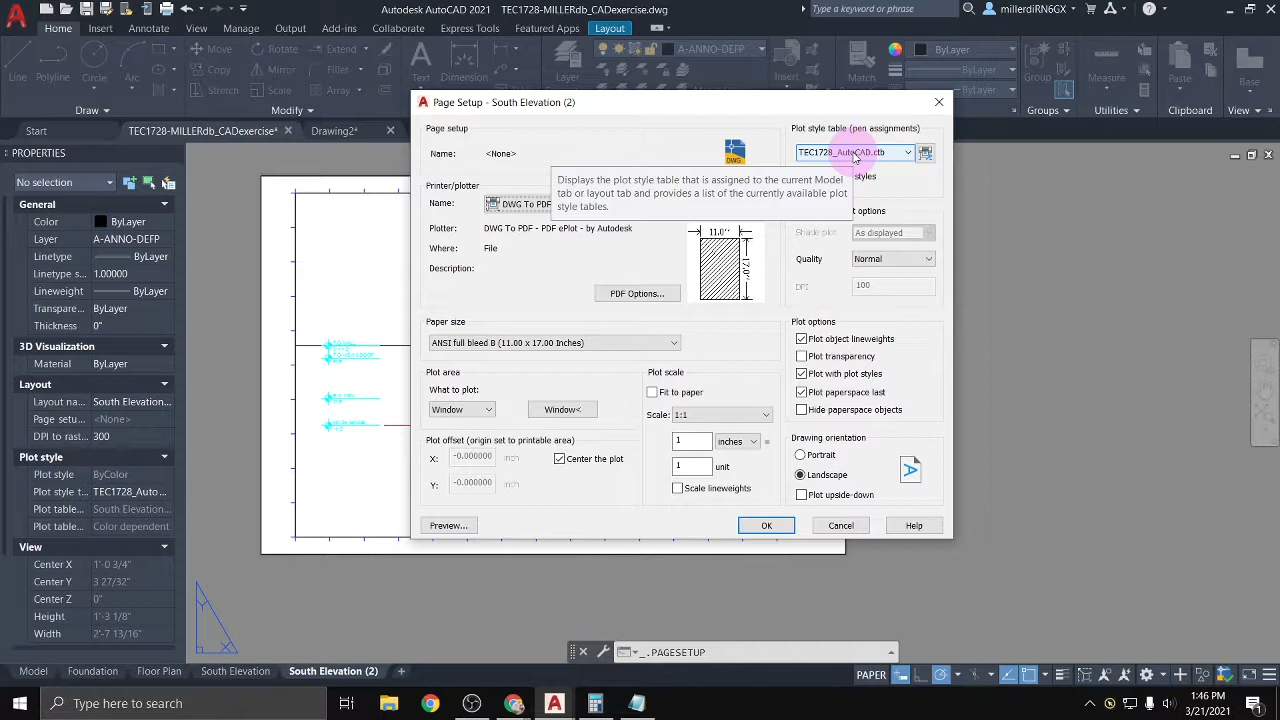 Autodesk AutoCAD 2021 TEC1728-MILLERdb_CADexercise.dwg
Type a keyword or phrase
millerdiRN6GX
Home Insert Annotate View Manage Output Add-ins Collaborate Express Tools Featured Apps Layout
Line Polyline Circle Arc
Move Rotate Extend
Copy
Scale Array
Text Dimension
Layer
A-ANNO-DEPP
Insert Match
ByLayer
ByLayer
ByLayer
Group Measure Base
Draw Modify Groups Utilities Clipboard View
Start TEC1728-MILLERdb_CADexercise* Drawing2*
PROPERTIES
No selection
General
Color ByLayer
Layer A-ANNO-DEPP
Linetype ByLayer
Linetype s... 1.00000
Lineweight ByLayer
Transpare... ByLayer
Thickness 0"
3D Visualization
Material ByLayer
Layout
Layout na... South Elevation...
Page setu... <None>
DPI to rast... 300
Plot style
Plot style ByColor
Plot style t... TEC1728_Auto...
Plot table... South Elevation...
Plot table... Color dependent
View
Center X 1'-0 3/4"
Center Y 3 27/32"
Center Z 0"
Height 1'-3 1/8"
Width 2'-7 13/16"
Page Setup - South Elevation (2)
Page setup
Name: <None>
DWG
Printer/plotter
Name: DWG To PDF
Plotter: DWG To PDF - PDF ePlot - by Autodesk
Where: File
Description:
PDF Options...
11.0''
17.0''
Displays the plot style table that is assigned to the current Model
tab or layout tab and provides a list of the currently available plot
style tables.
Paper size
ANSI full bleed B (11.00 x 17.00 Inches)
Plot area
What to plot:
Window Window<
Plot offset (origin set to printable area)
X: -0.000000 inch Center the plot
Y: -0.000000 inch
Plot scale
Fit to paper
Scale: 1:1
1 inches =
1 unit
Scale lineweights
Plot style table (pen assignments)
TEC1728_AutoCAD.ctb
styles
options
Shade plot As displayed
Quality Normal
DPI 100
Plot options
Plot object lineweights
Plot transparency
Plot with plot styles
Plot paperspace last
Hide paperspace objects
Drawing orientation
Portrait
Landscape
Plot upside-down
A
Preview... OK Cancel Help
Y
X
_.PAGESETUP
Model Foundation Floor Plan South Elevation South Elevation (2) +
PAPER
Type here to search
1:46 PM
3/21/2021